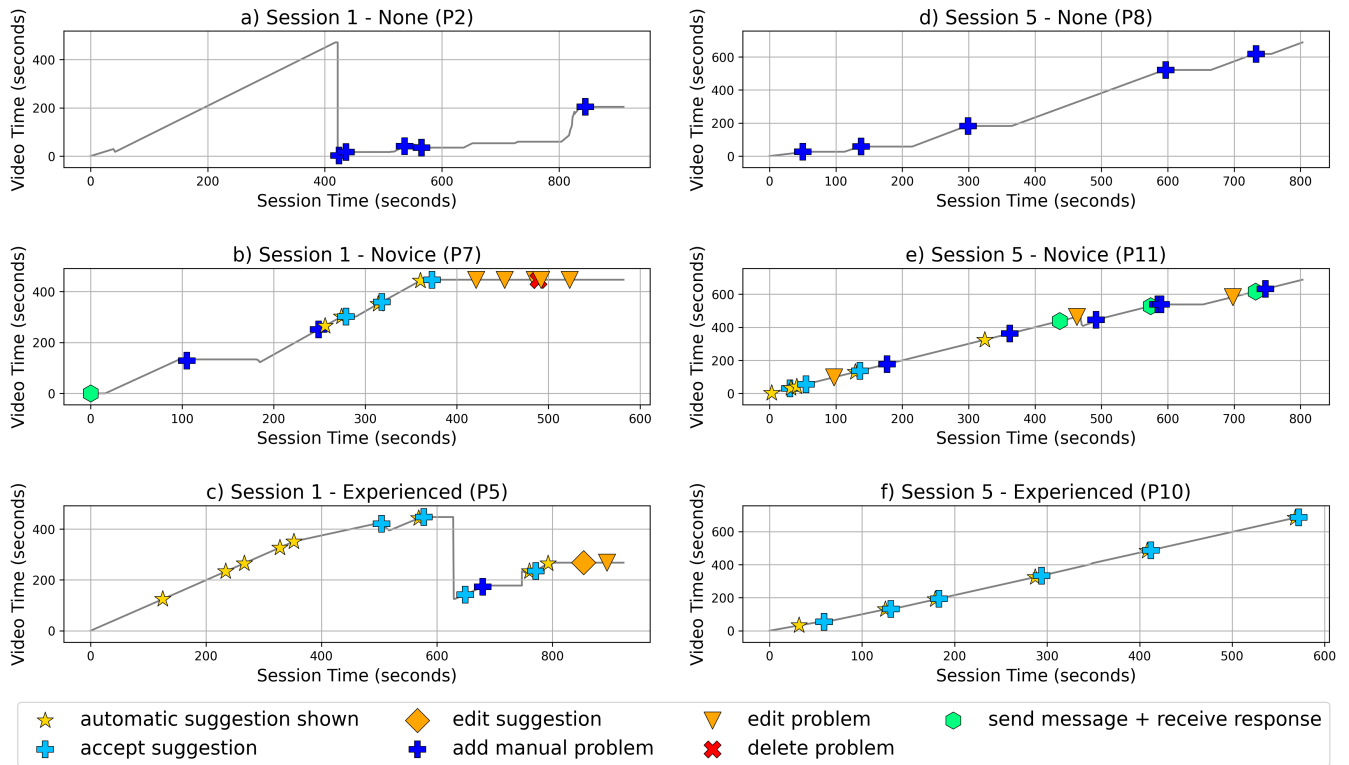 a) Session 1 - None (P2)
Video Time (seconds)
400
200
0
0 200 400 600 800
Session Time (seconds)
d) Session 5 - None (P8)
Video Time (seconds)
600
400
200
0
0 100 200 300 400 500 600 700 800
Session Time (seconds)
b) Session 1 - Novice (P7)
Video Time (seconds)
400
200
0
0 100 200 300 400 500 600
Session Time (seconds)
e) Session 5 - Novice (P11)
Video Time (seconds)
600
400
200
0
0 100 200 300 400 500 600 700 800
Session Time (seconds)
c) Session 1 - Experienced (P5)
Video Time (seconds)
400
200
0
0 200 400 600 800
Session Time (seconds)
f) Session 5 - Experienced (P10)
Video Time (seconds)
600
400
200
0
0 100 200 300 400 500 600
Session Time (seconds)
automatic suggestion shown
accept suggestion
edit suggestion
add manual problem
edit problem
delete problem
send message + receive response